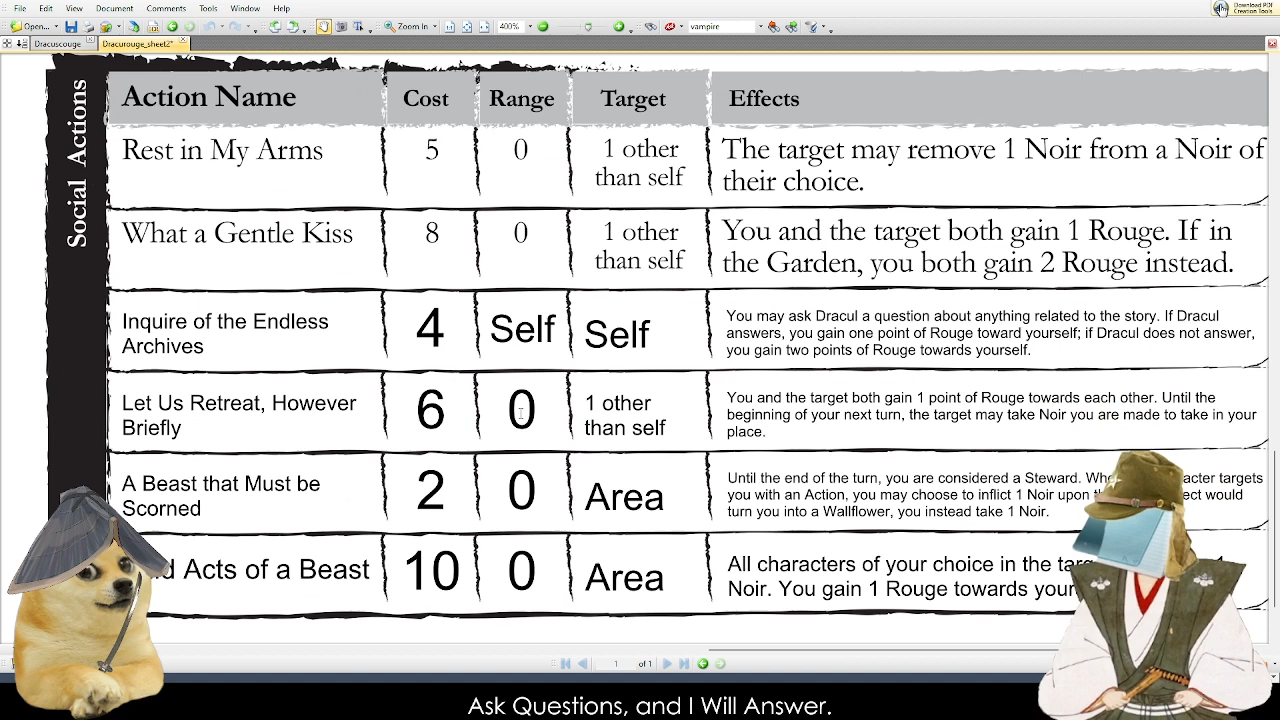 File Edit View Document Comments Tools Window Help
Download PDF
Creation Tools
Open... Zoom In 400% vampire
Dracuscouge Dracurouge_sheet2*
Social Actions
Action Name Cost Range Target Effects
Rest in My Arms 5 0 1 other The target may remove 1 Noir from a Noir of
than self their choice.
What a Gentle Kiss 8 0 1 other You and the target both gain 1 Rouge. If in
than self the Garden, you both gain 2 Rouge instead.
Inquire of the Endless 4 Self Self You may ask Dracul a question about anything related to the story. If Dracul
Archives answers, you gain one point of Rouge toward yourself; if Dracul does not answer,
you gain two points of Rouge towards yourself.
Let Us Retreat, However 6 0 1 other You and the target both gain 1 point of Rouge towards each other. Until the
Briefly than self beginning of your next turn, the target may take Noir you are made to take in your
place.
A Beast that Must be 2 0 Area Until the end of the turn, you are considered a Steward. targets
Scorned you with an Action, you may choose to inflict 1 Noir upon would
turn you into a Wallflower, you instead take 1 Noir.
Acts of a Beast 10 0 Area All characters of your choice in the 1
Noir. You gain 1 Rouge towards
1 of 1
Ask Questions, and I Will Answer.